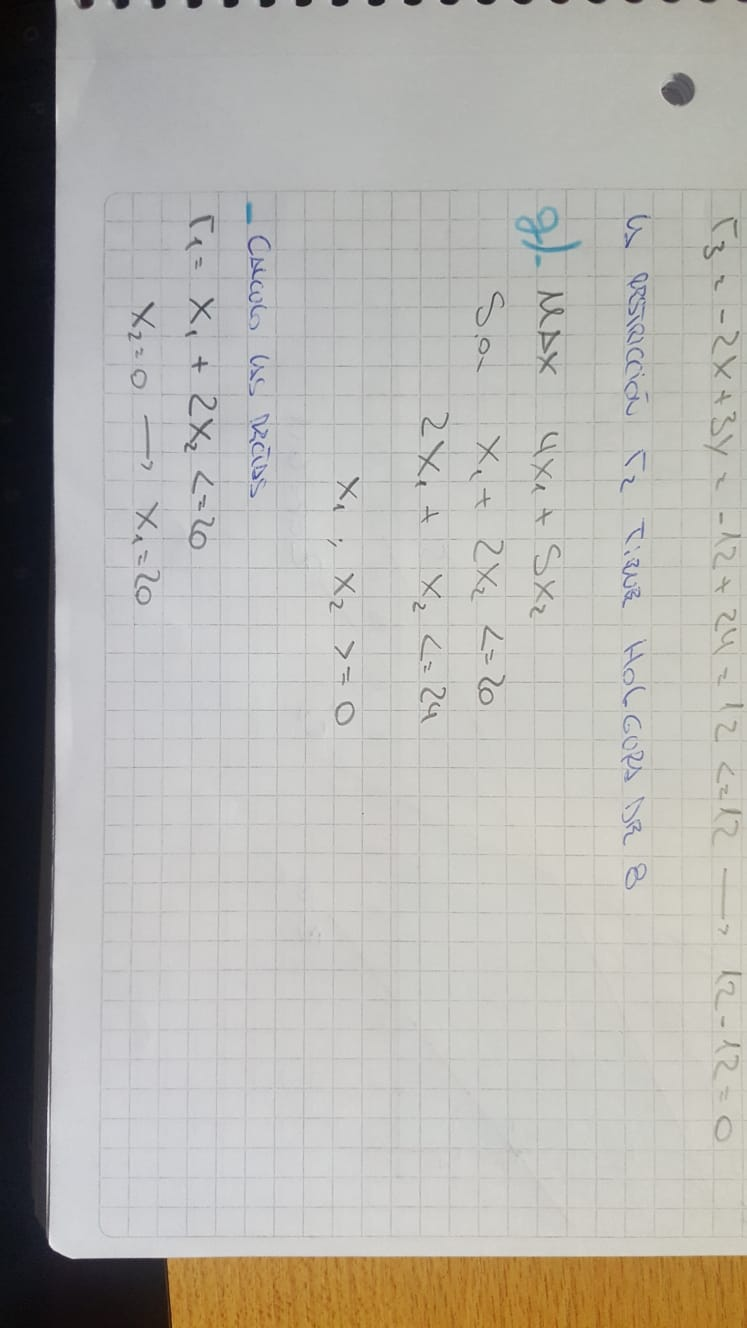 r3 = -2x + 3y = -12 + 24 = 12 <= 12 → 12 - 12 = 0
LA RESTRICCIÓN r2 TIENE HOLGURA DE 8
g/- MAX 4x1 + 5x2
S.a. x1 + 2x2 <= 20
2x1 + x2 <= 24
x1 ; x2 >= 0
- CALCULO LAS RECTAS
r1 = x1 + 2x2 <= 20
x2 = 0 → x1 = 20